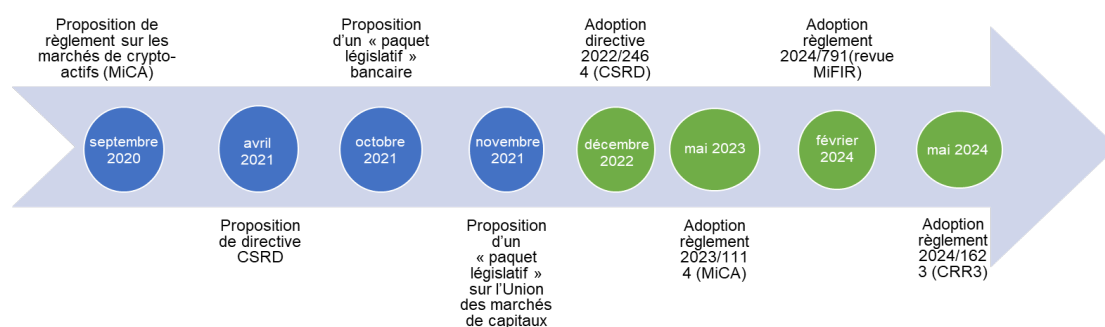 Proposition de
règlement sur les
marchés de crypto-
actifs (MiCA)
Proposition
d’un « paquet
législatif »
bancaire
Adoption
directive
2022/246
4 (CSRD)
Adoption
règlement
2024/791(revue
MiFIR)
septembre
2020
avril
2021
octobre
2021
novembre
2021
décembre
2022
mai 2023
février
2024
mai 2024
Proposition
de directive
CSRD
Proposition
d’un
« paquet
législatif »
sur l’Union
des marchés
de capitaux
Adoption
règlement
2023/111
4 (MiCA)
Adoption
règlement
2024/162
3 (CRR3)